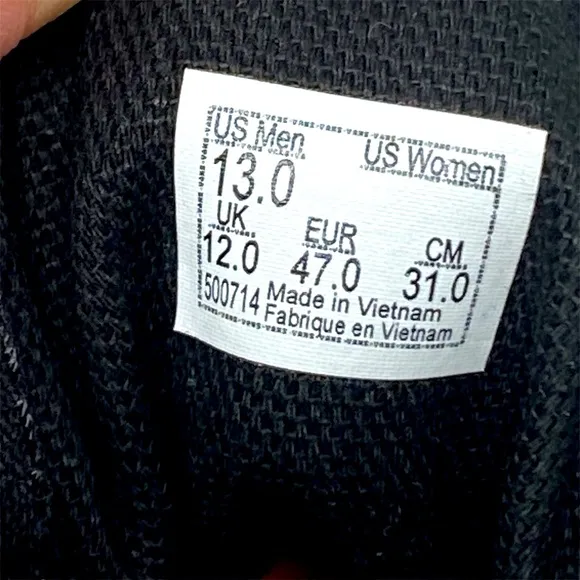 US Men US Women
13.0
UK EUR CM
12.0 47.0 31.0
500714 Made in Vietnam
Fabrique en Vietnam